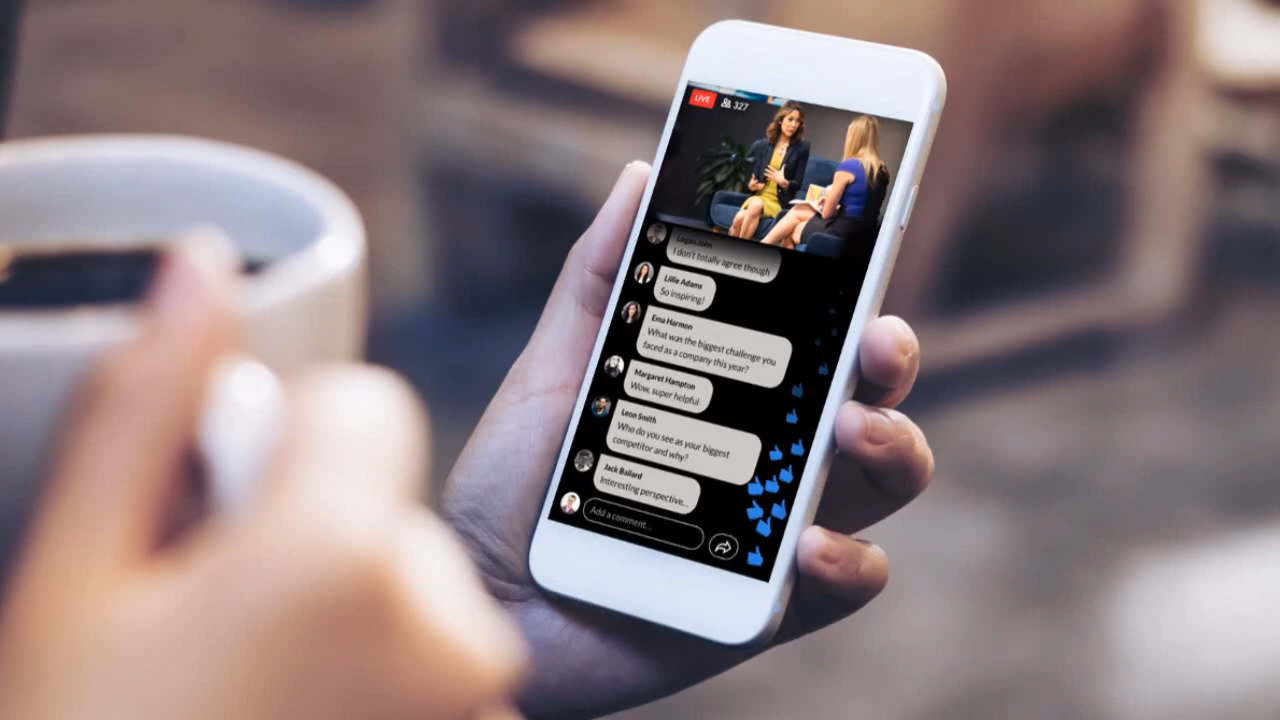 LIVE 327
Logan John
I don't totally agree though
Lillie Adams
So inspiring!
Ema Harmon
What was the biggest challenge you
faced as a company this year?
Margaret Hampton
Wow, super helpful
Leon Smith
Who do you see as your biggest
competitor and why?
Jack Ballard
Interesting perspective...
Add a comment...